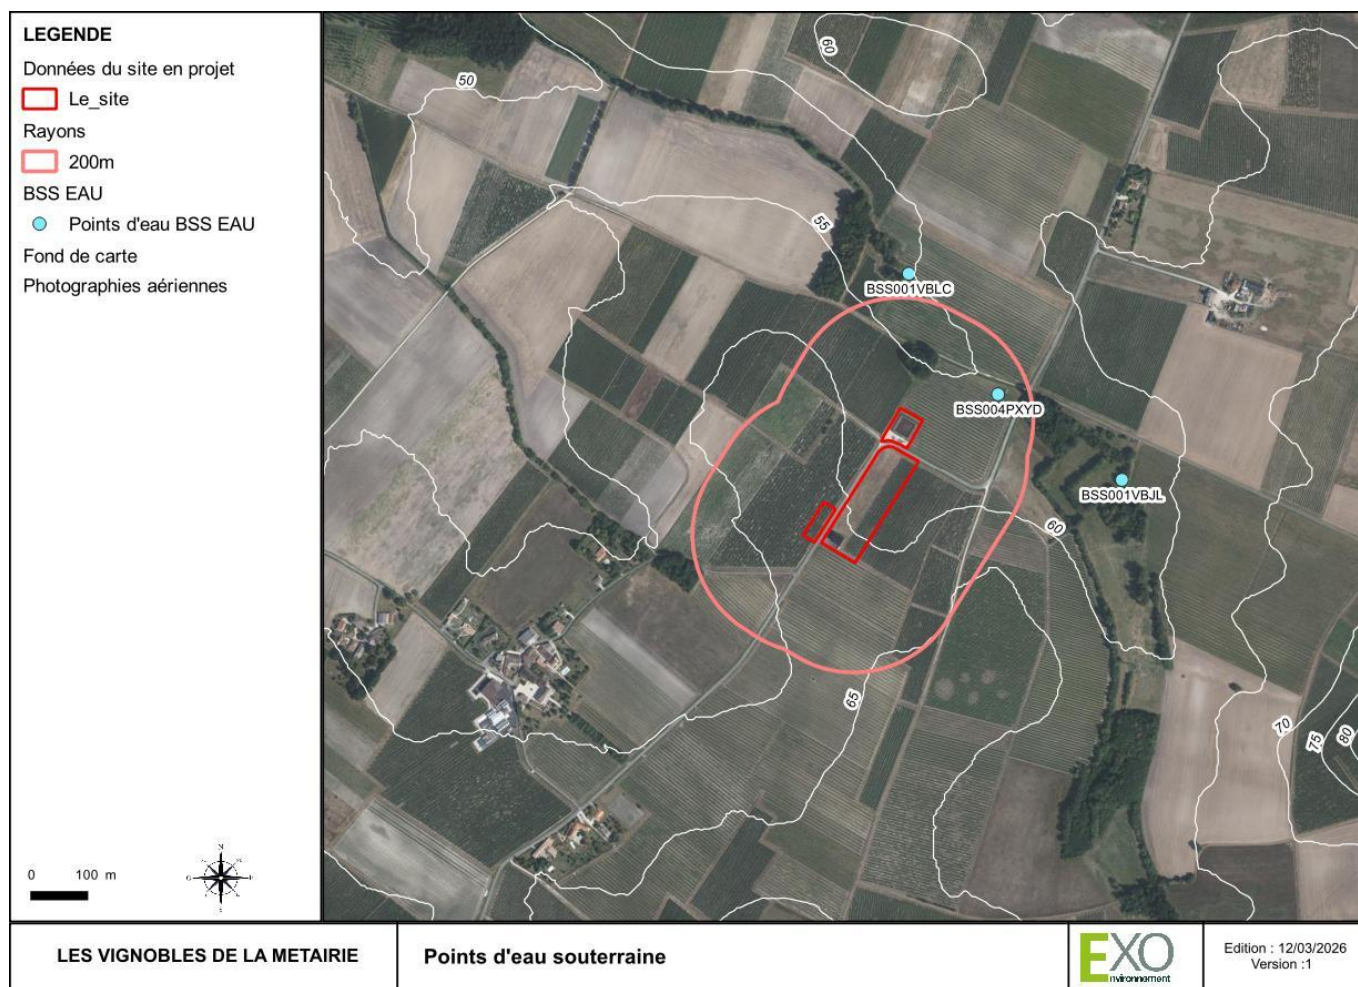 LEGENDE
Données du site en projet
Le_site
Rayons
200m
BSS EAU
Points d'eau BSS EAU
Fond de carte
Photographies aériennes
0 100 m
N
60
50
55
BSS001VBLC
BSS004PXYD
BSS001VBJL
60
65
70
75
80
LES VIGNOBLES DE LA METAIRIE
Points d'eau souterraine
EXO
nvironnement
Edition : 12/03/2026
Version :1